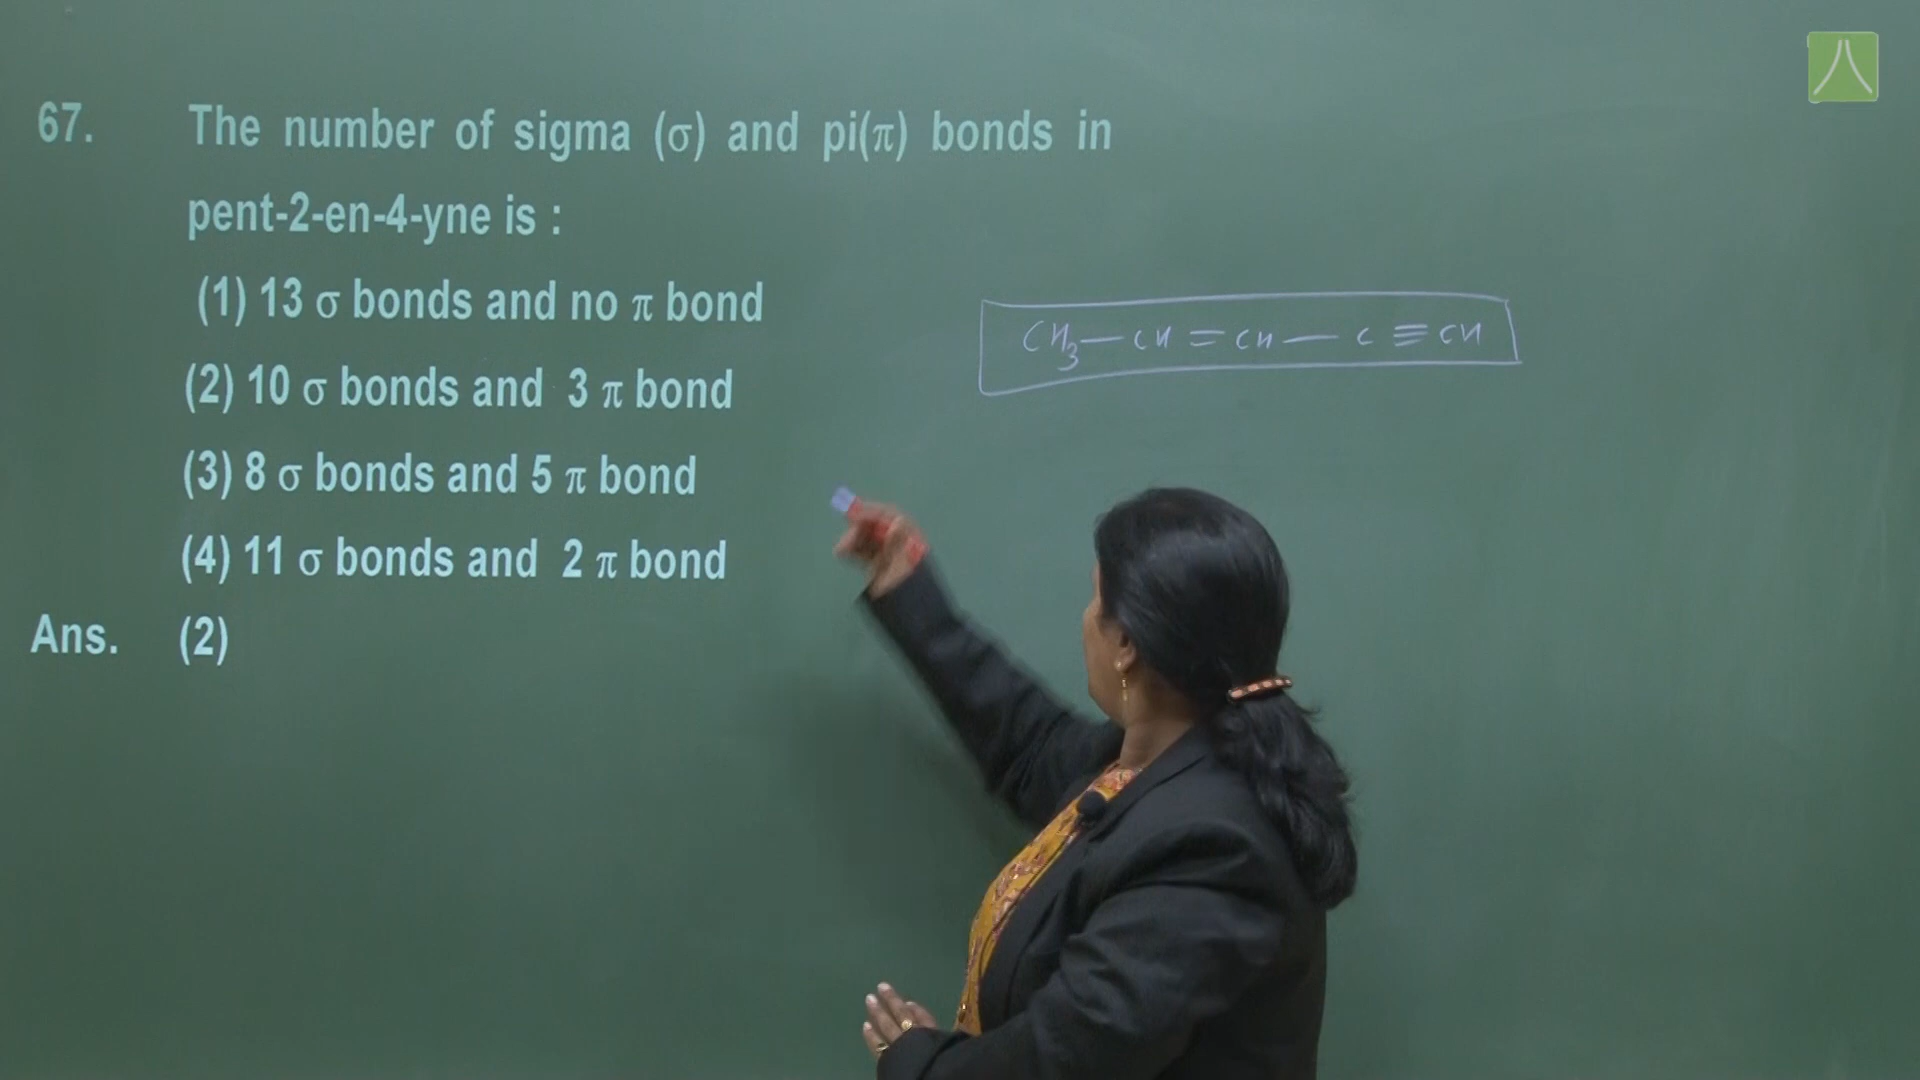 67. The number of sigma (σ) and pi(π) bonds in
pent-2-en-4-yne is :
(1) 13 σ bonds and no π bond
(2) 10 σ bonds and 3 π bond
(3) 8 σ bonds and 5 π bond
(4) 11 σ bonds and 2 π bond
Ans. (2)
CH₃—CH=CH—C≡CH